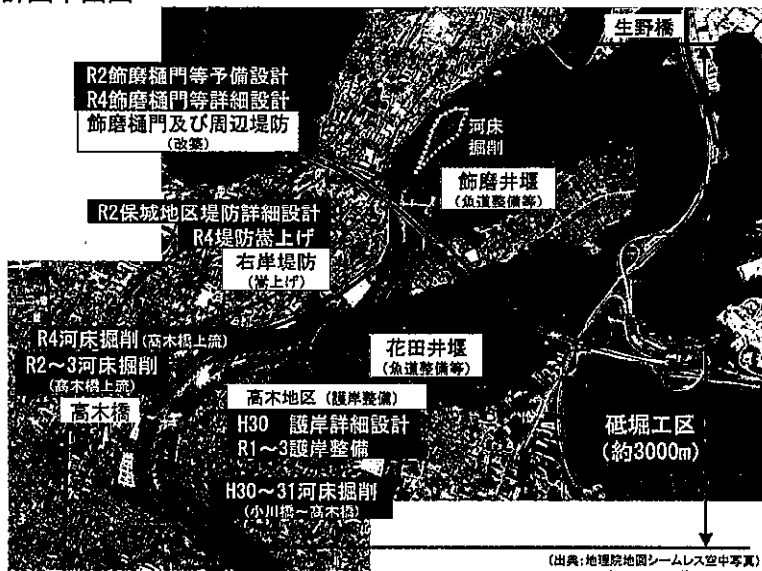 計画平面図
生野橋
R2飾磨樋門等予備設計
R4飾磨樋門等詳細設計
飾磨樋門及び周辺堤防
(改築)
河床
掘削
飾磨井堰
(魚道整備等)
R2保城地区堤防詳細設計
R4堤防嵩上げ
右岸堤防
(嵩上げ)
R4河床掘削(高木橋上流)
R2～3河床掘削
(高木橋上流)
高木橋
花田井堰
(魚道整備等)
高木地区(護岸整備)
H30 護岸詳細設計
R1～3護岸整備
H30～31河床掘削
(小川橋～高木橋)
砥堀工区
(約3000m)
(出典:地理院地図シームレス空中写真)